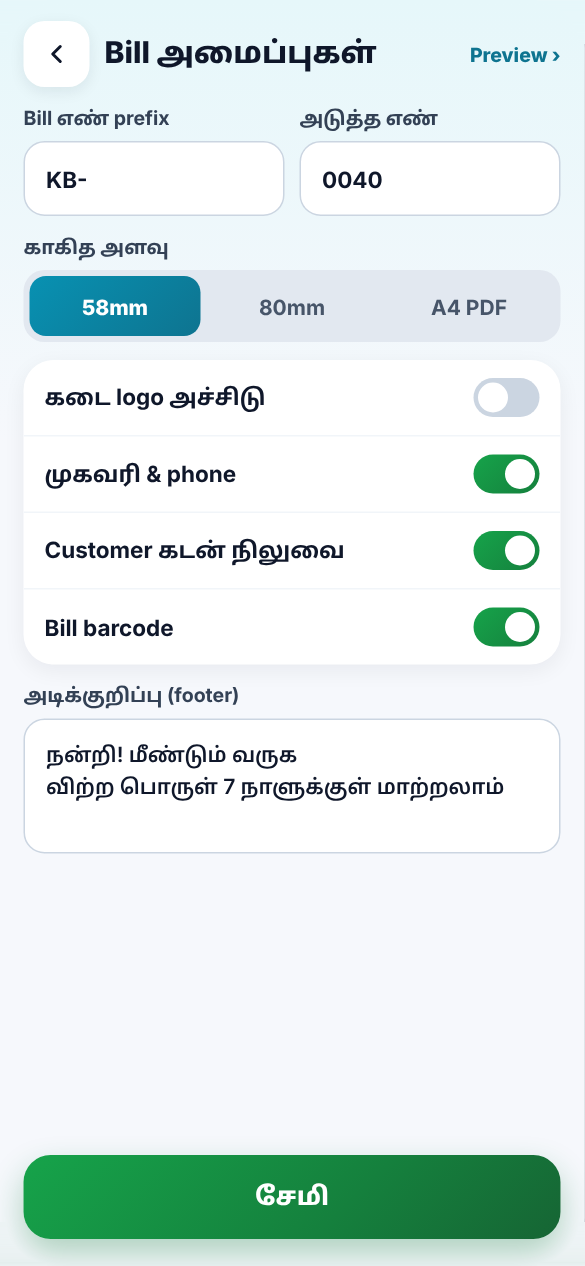 Bill அமைப்புகள்
Preview ›
Bill எண் prefix
அடுத்த எண்
KB-
0040
காகித அளவு
58mm
80mm
A4 PDF
கடை logo அச்சிடு
முகவரி & phone
Customer கடன் நிலுவை
Bill barcode
அடிக்குறிப்பு (footer)
நன்றி! மீண்டும் வருக
விற்ற பொருள் 7 நாளுக்குள் மாற்றலாம்
சேமி